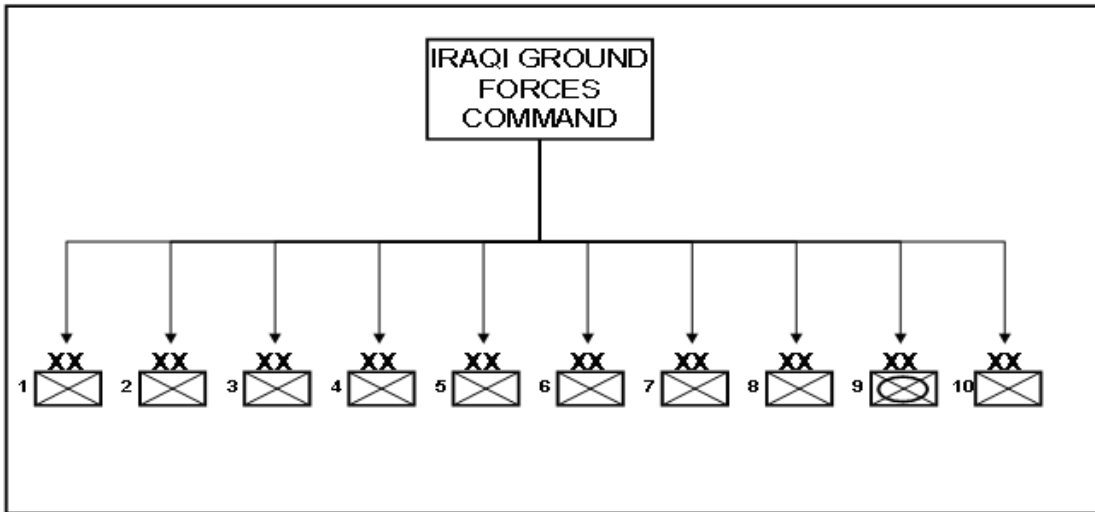 IRAQI GROUND
FORCES
COMMAND
XX XX XX XX XX XX XX XX XX XX
1 2 3 4 5 6 7 8 9 10